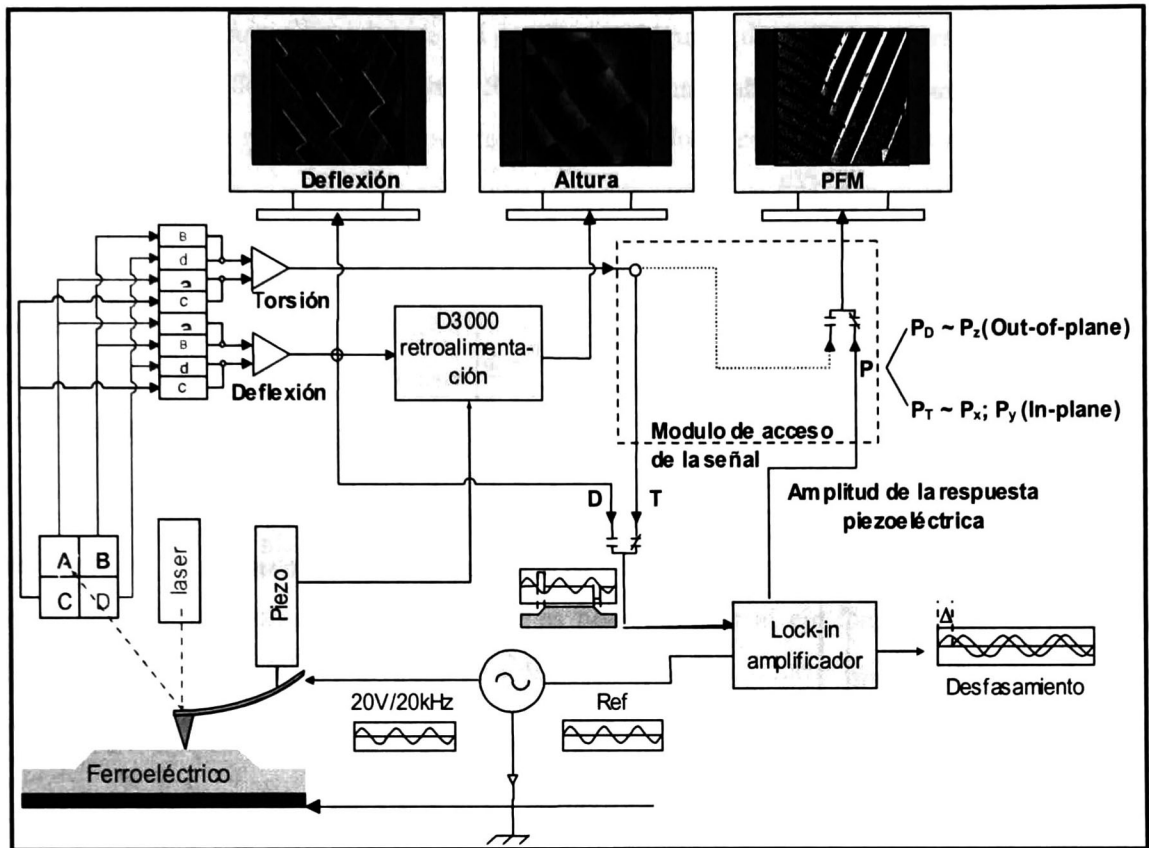 Deflexión
Altura
PFM
B
d
a
c
a
B
d
c
Torsión
Deflexión
D3000
retroalimenta-
ción
P
P_D ~ P_z (Out-of-plane)
P_T ~ P_x; P_y (In-plane)
Modulo de acceso
de la señal
D
T
Amplitud de la respuesta
piezoeléctrica
A
B
C
D
laser
Piezo
Lock-in
amplificador
Δ
Desfasamiento
20V/20kHz
Ref
Ferroeléctrico